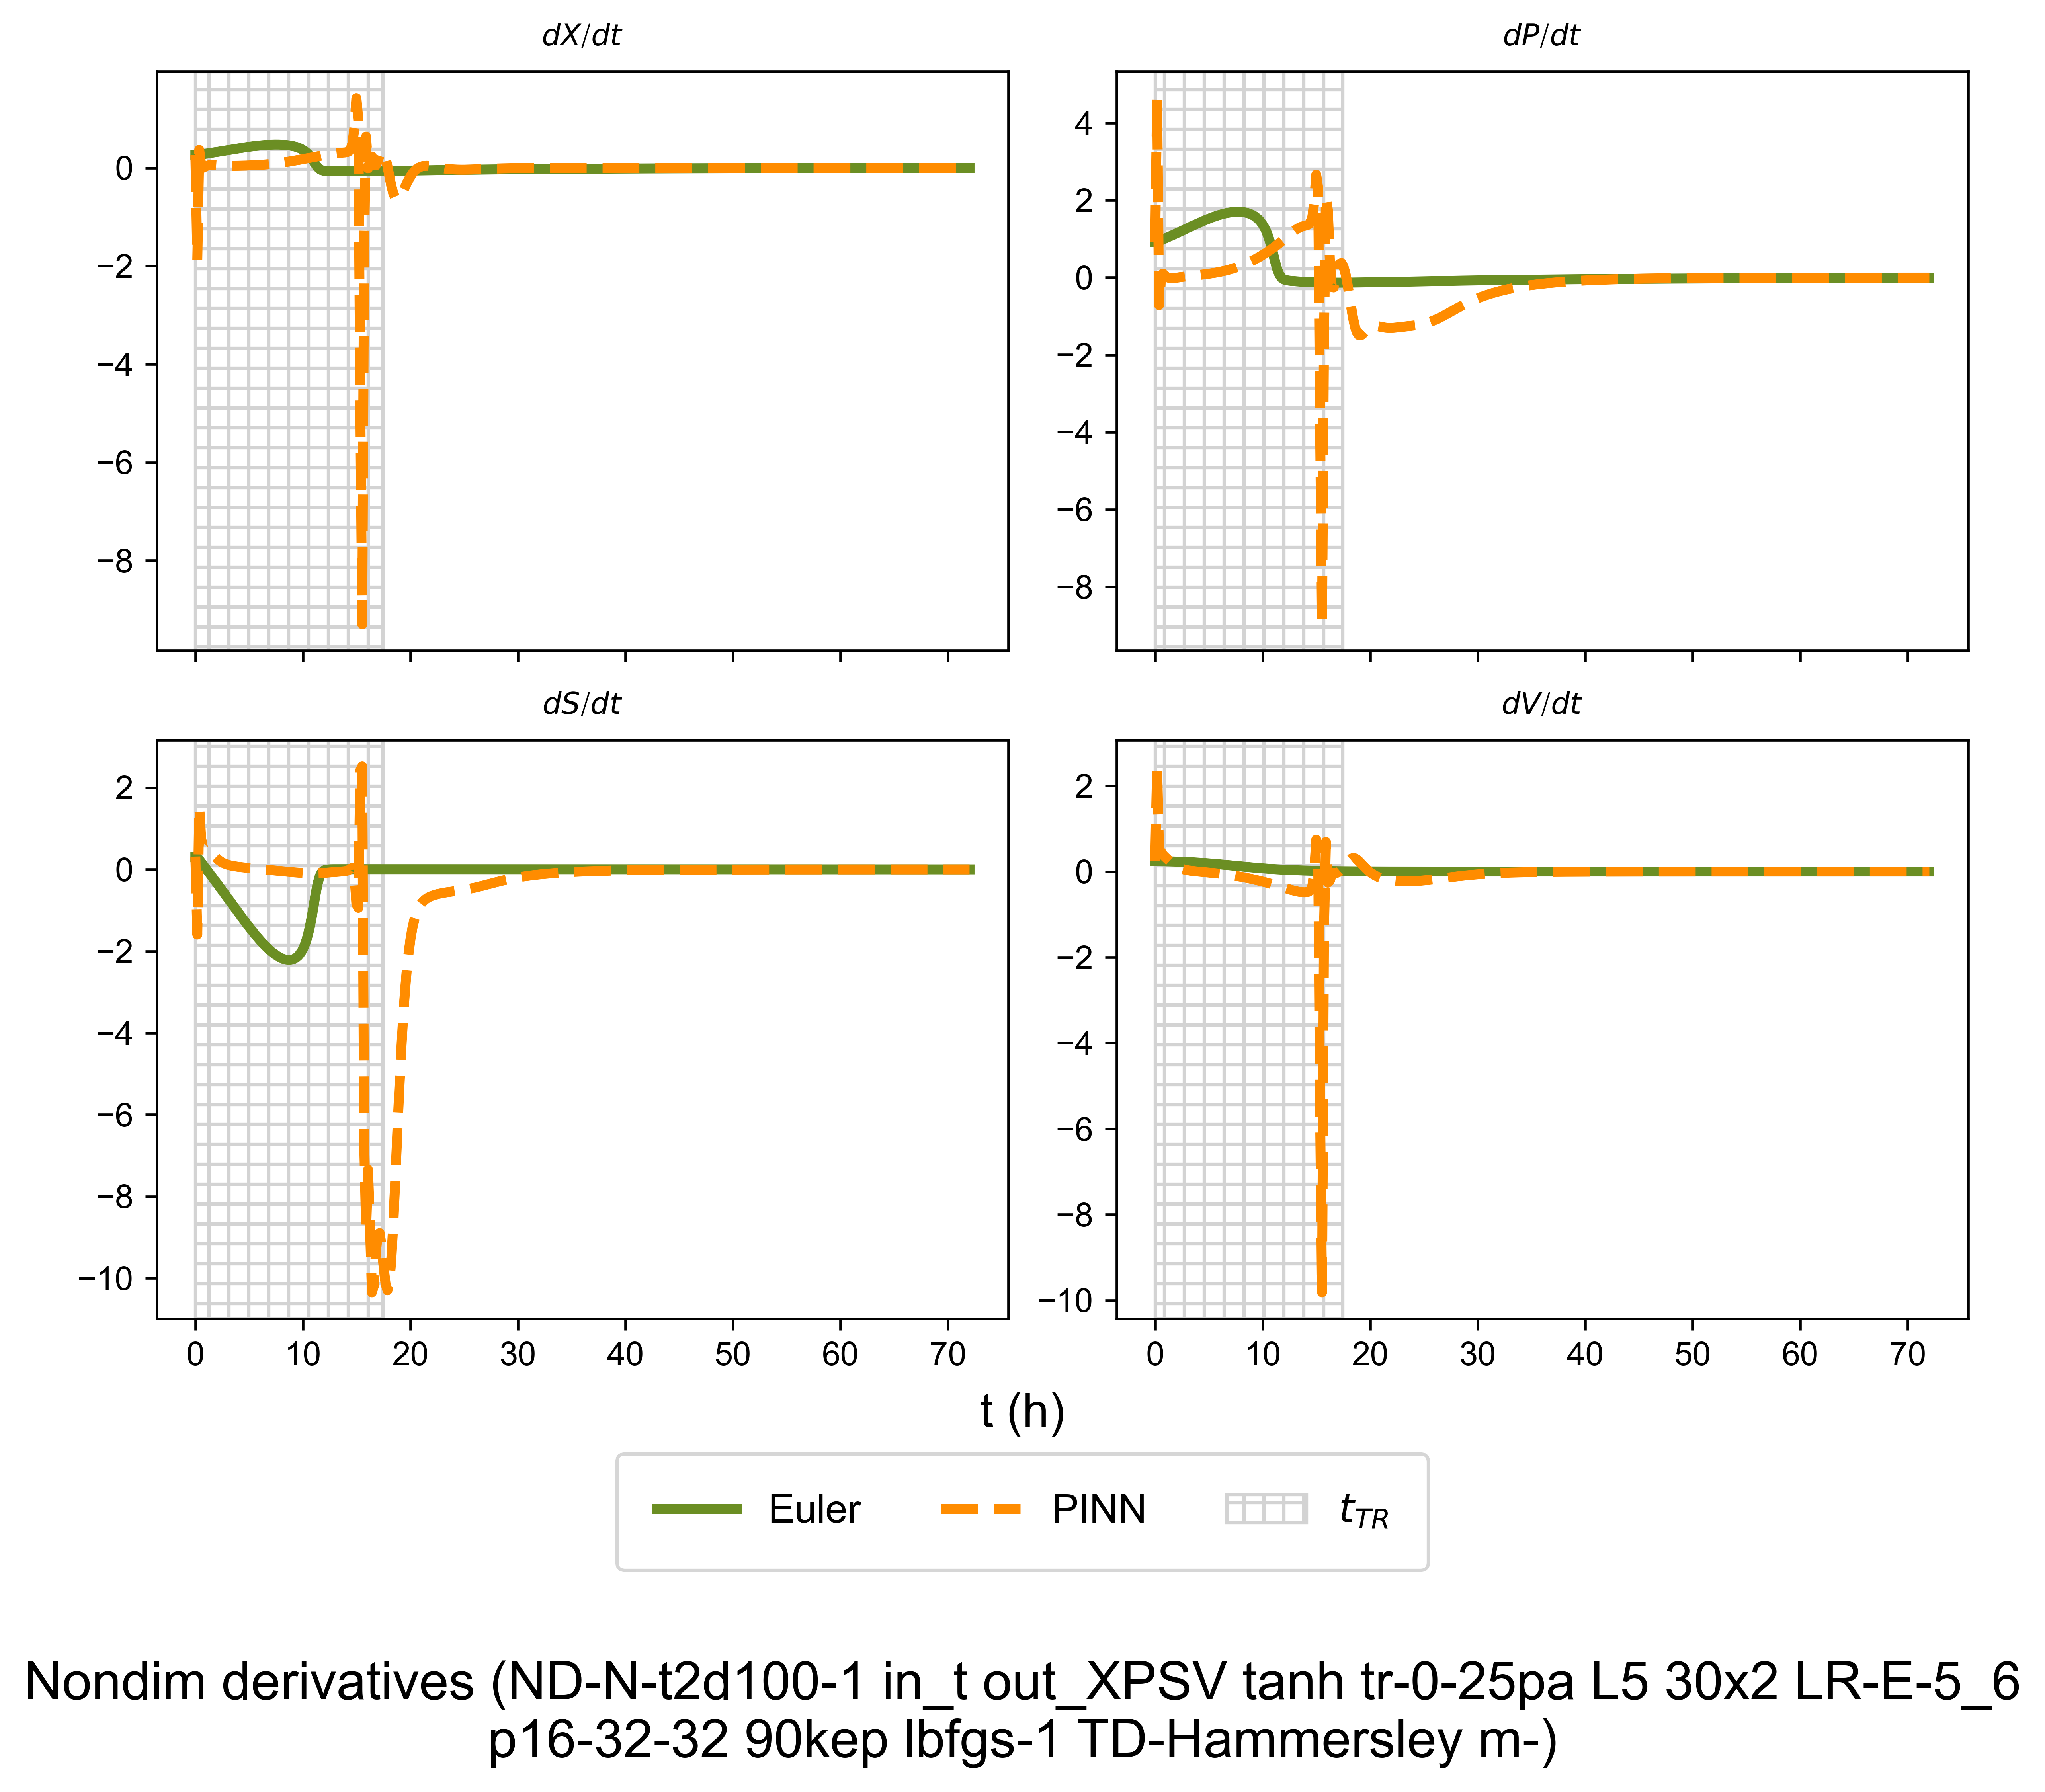 dX/dt
dP/dt
0
−2
−4
−6
−8
4
2
0
−2
−4
−6
−8
dS/dt
dV/dt
2
0
−2
−4
−6
−8
−10
2
0
−2
−4
−6
−8
−10
0 10 20 30 40 50 60 70
0 10 20 30 40 50 60 70
t (h)
Euler PINN t_TR
Nondim derivatives (ND-N-t2d100-1 in_t out_XPSV tanh tr-0-25pa L5 30x2 LR-E-5_6
p16-32-32 90kep lbfgs-1 TD-Hammersley m-)